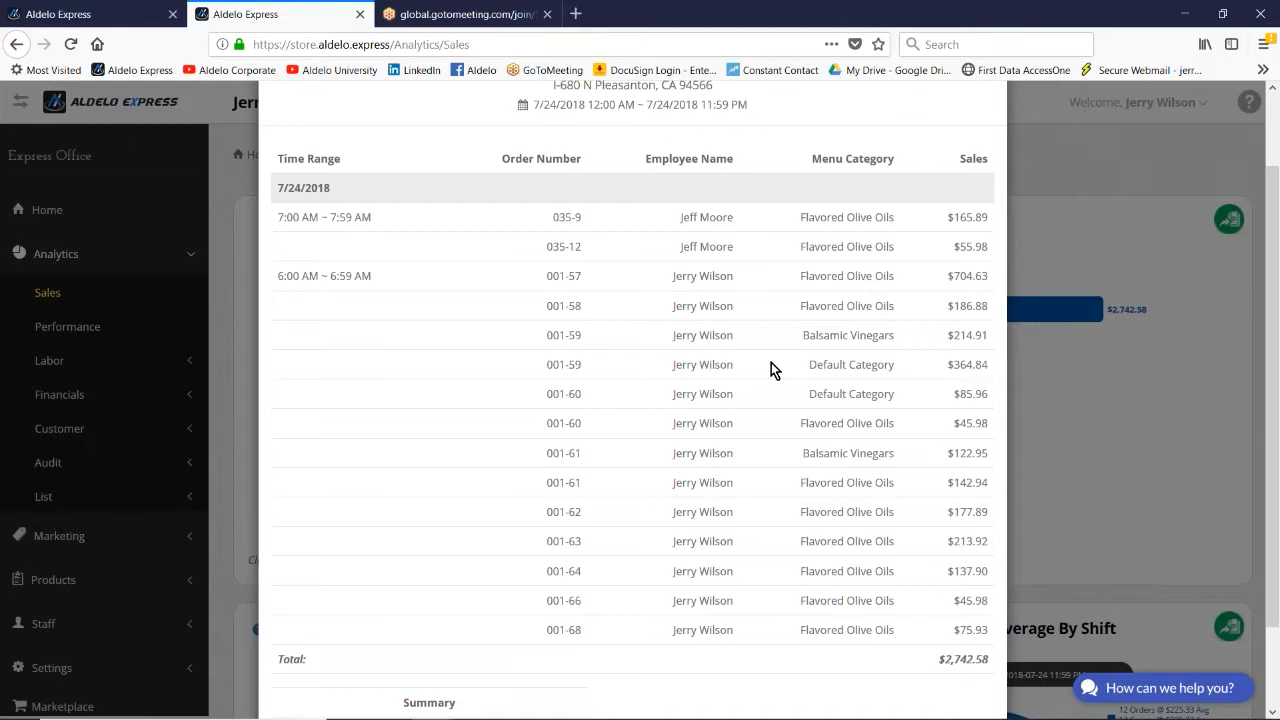 Aldelo Express
Aldelo Express
global.gotomeeting.com/join/
https://store.aldelo.express/Analytics/Sales
Search
Most Visited
Aldelo Express
Aldelo Corporate
Aldelo University
LinkedIn
Aldelo
GoToMeeting
DocuSign Login - Ente...
Constant Contact
My Drive - Google Dri...
First Data AccessOne
Secure Webmail - jerr...
ALDELO EXPRESS
Jerr
I-680 N Pleasanton, CA 94566
7/24/2018 12:00 AM ~ 7/24/2018 11:59 PM
Welcome, Jerry Wilson
?
Express Office
Home
Analytics
Sales
Performance
Labor
Financials
Customer
Audit
List
Marketing
Products
Staff
Settings
Marketplace
Ho
Time Range Order Number Employee Name Menu Category Sales
7/24/2018
7:00 AM ~ 7:59 AM 035-9 Jeff Moore Flavored Olive Oils $165.89
035-12 Jeff Moore Flavored Olive Oils $55.98
6:00 AM ~ 6:59 AM 001-57 Jerry Wilson Flavored Olive Oils $704.63
001-58 Jerry Wilson Flavored Olive Oils $186.88
001-59 Jerry Wilson Balsamic Vinegars $214.91
001-59 Jerry Wilson Default Category $364.84
001-60 Jerry Wilson Default Category $85.96
001-60 Jerry Wilson Flavored Olive Oils $45.98
001-61 Jerry Wilson Balsamic Vinegars $122.95
001-61 Jerry Wilson Flavored Olive Oils $142.94
001-62 Jerry Wilson Flavored Olive Oils $177.89
001-63 Jerry Wilson Flavored Olive Oils $213.92
001-64 Jerry Wilson Flavored Olive Oils $137.90
001-66 Jerry Wilson Flavored Olive Oils $45.98
001-68 Jerry Wilson Flavored Olive Oils $75.93
Total: $2,742.58
Summary
$2,742.58
verage By Shift
018-07-24 11:59 PM
How can we help you?
12 Orders @ $225.33 Avg